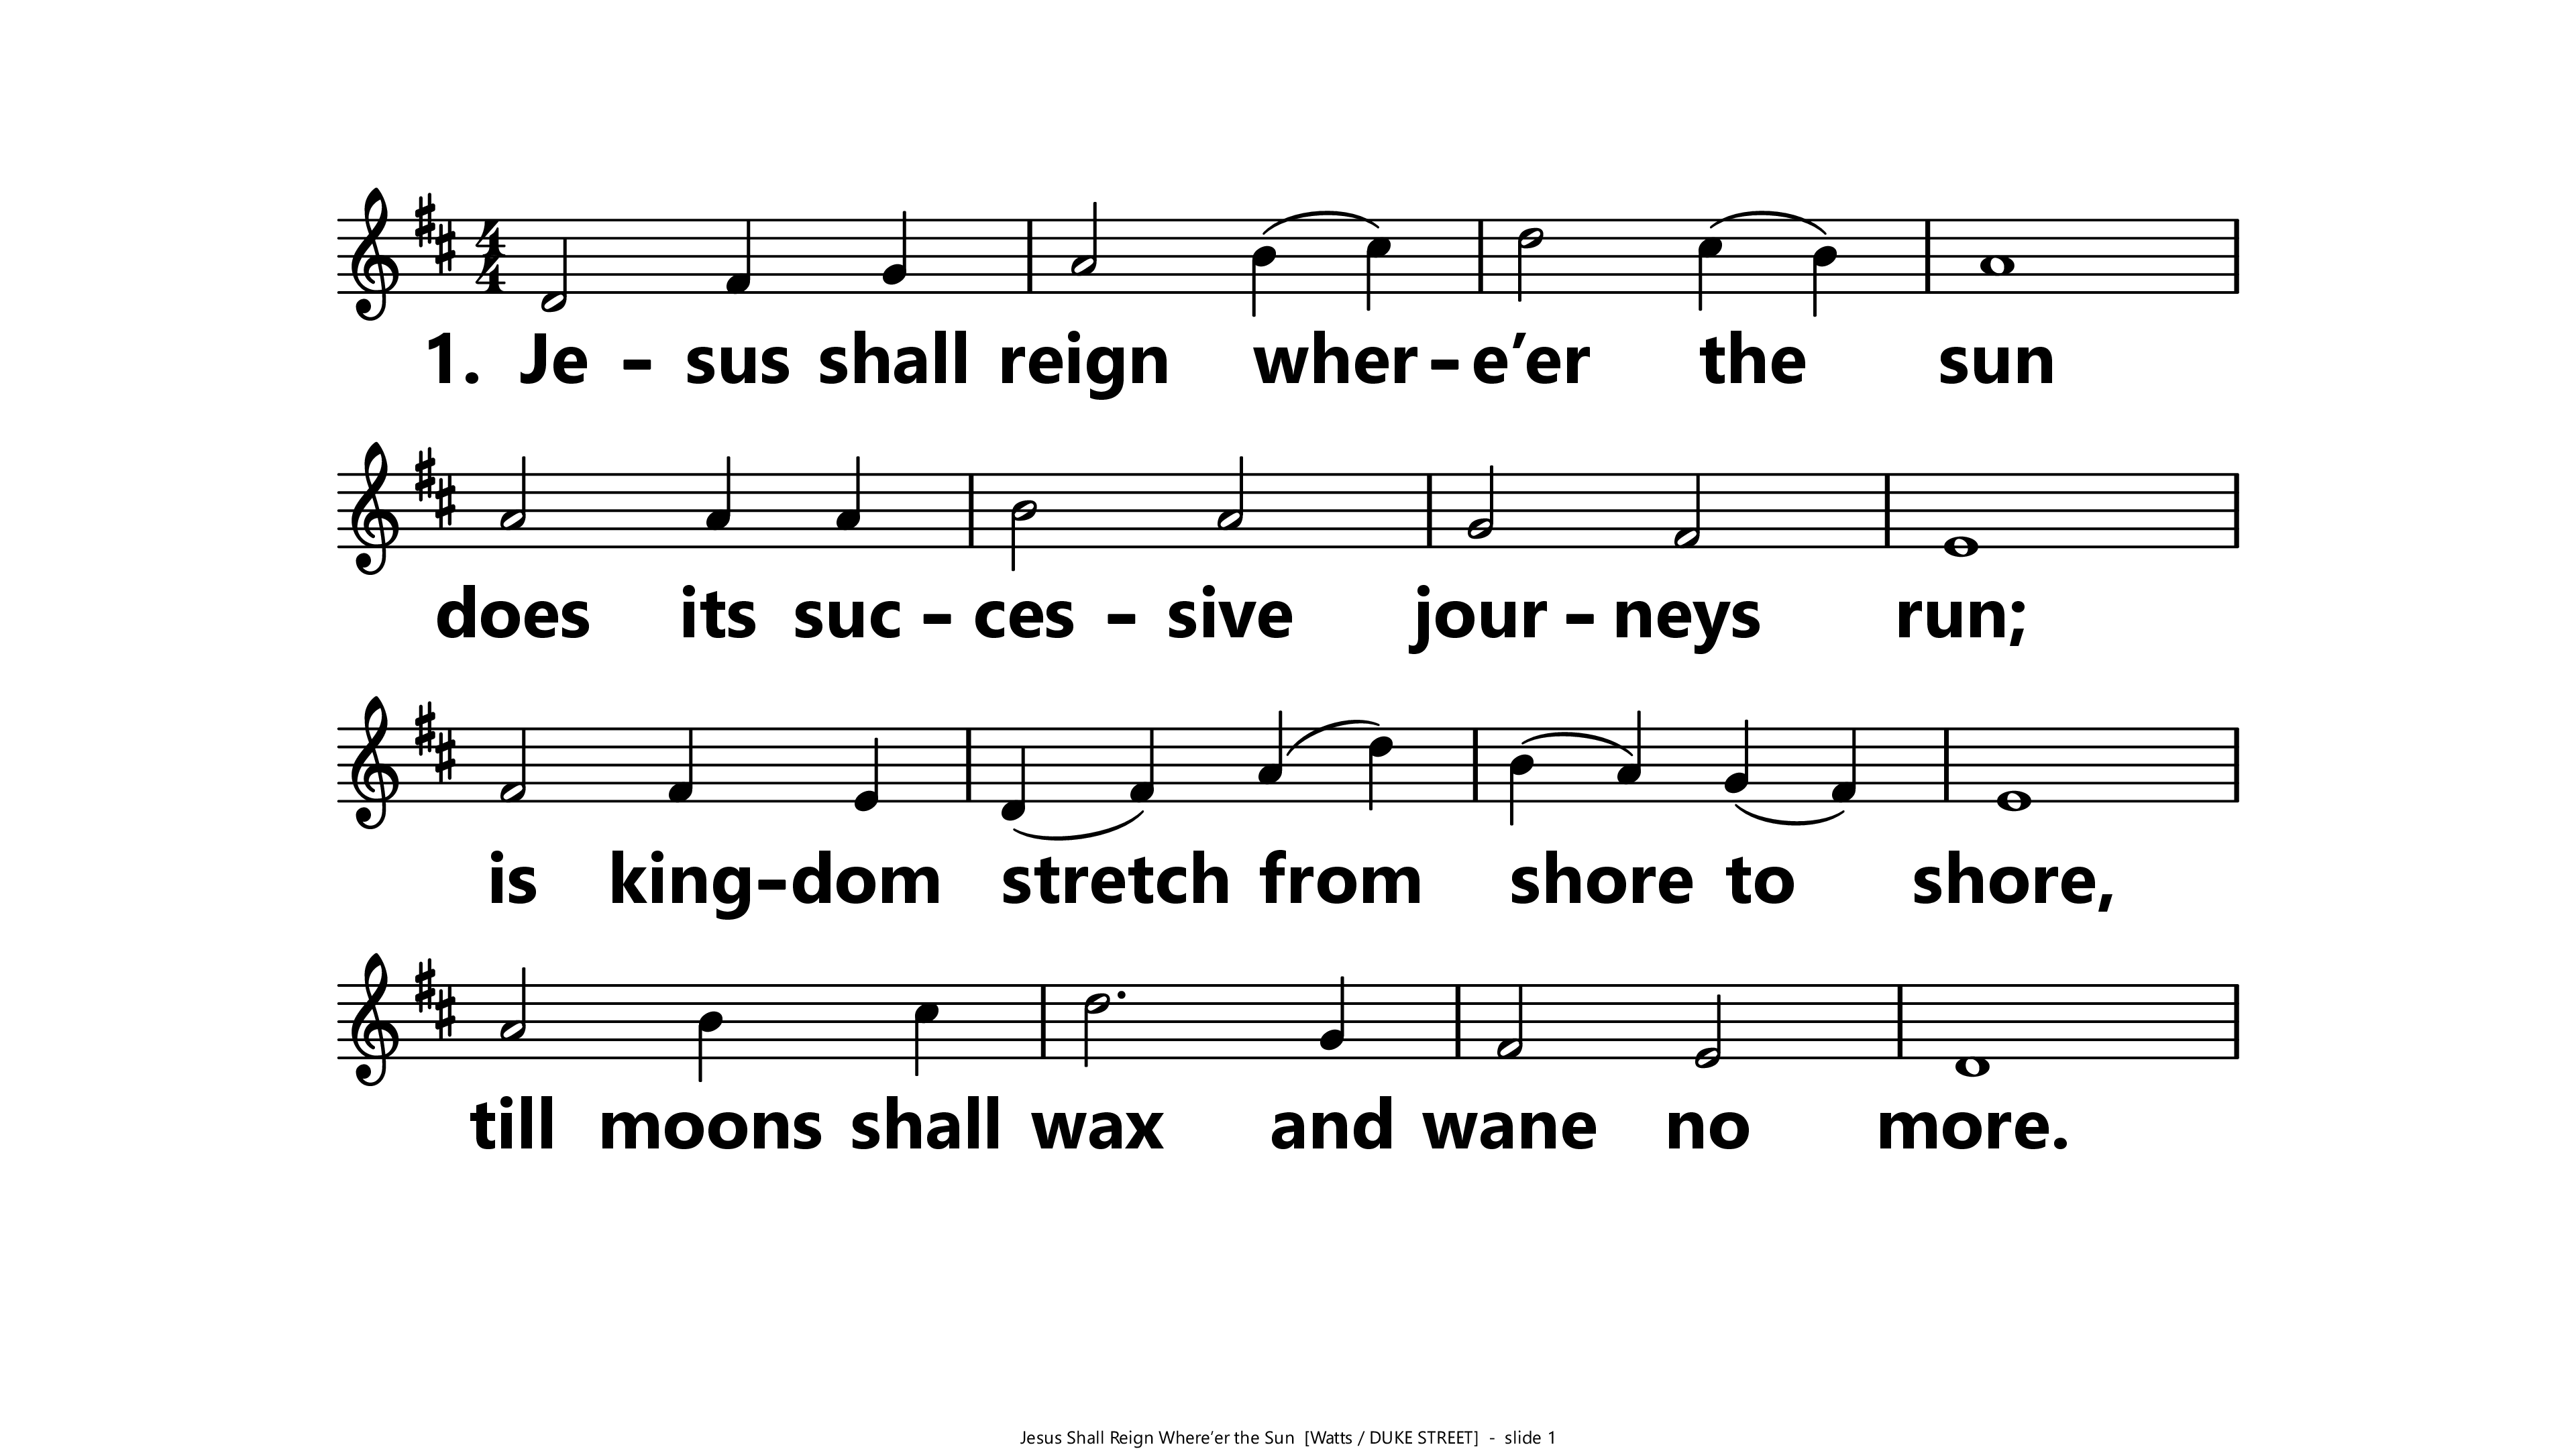 1. Je - sus shall reign wher - e’er the sun
does its suc - ces - sive jour - neys run;
is king-dom stretch from shore to shore,
till moons shall wax and wane no more.
Jesus Shall Reign Where’er the Sun [Watts / DUKE STREET] - slide 1